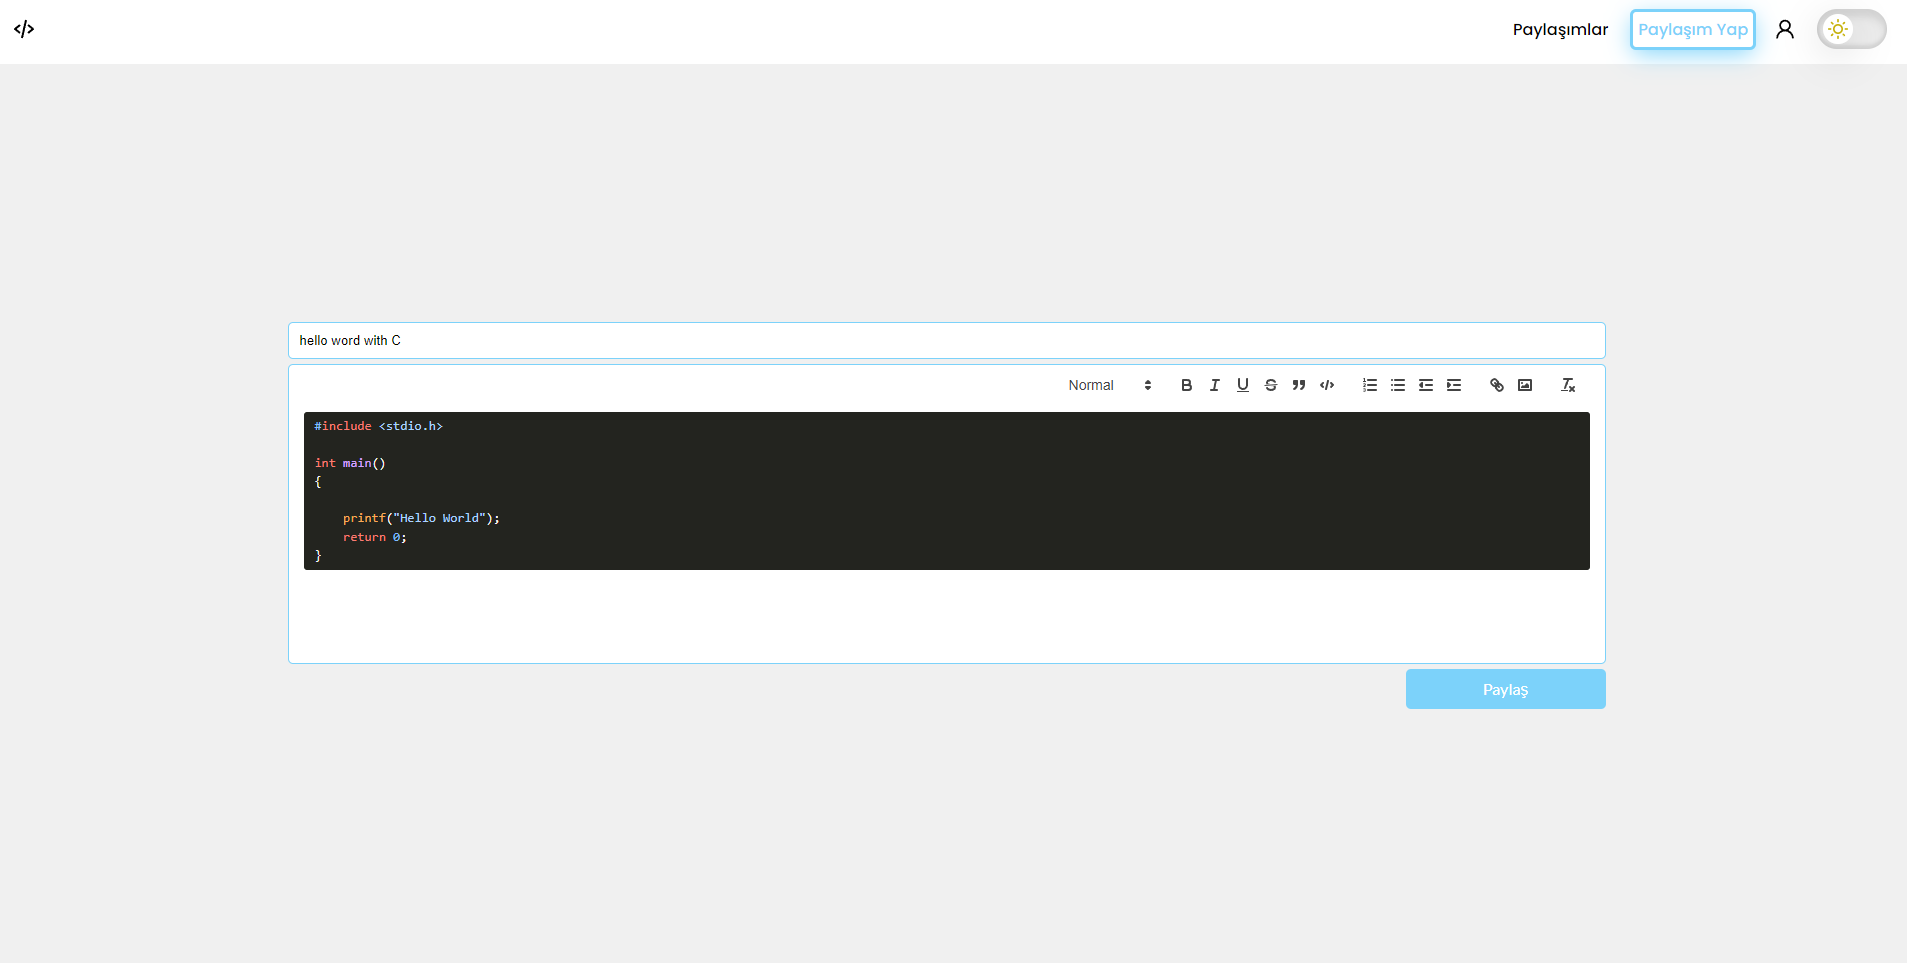 </>
Paylaşımlar
Paylaşım Yap
hello word with C
Normal
#include <stdio.h>
int main()
{
printf("Hello World");
return 0;
}
Paylaş